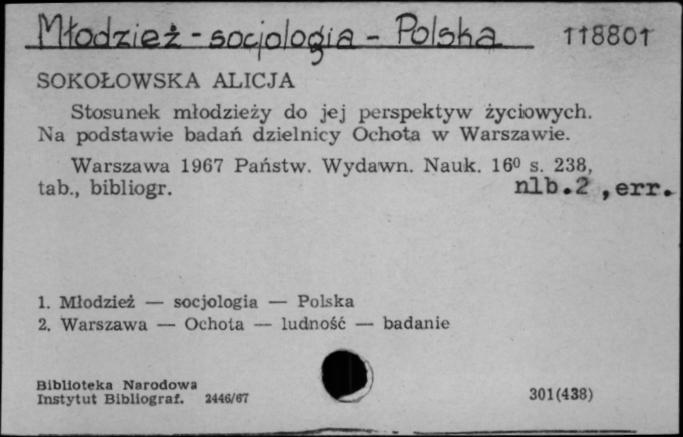 Młodzież - socjologia - Polska 118801
SOKOŁOWSKA ALICJA
Stosunek młodzieży do jej perspektyw życiowych.
Na podstawie badań dzielnicy Ochota w Warszawie.
Warszawa 1967 Państw. Wydawn. Nauk. 16⁰ s. 238,
tab., bibliogr. nlb.2 ,err.
1. Młodzież — socjologia — Polska
2. Warszawa — Ochota — ludność — badanie
Biblioteka Narodowa
Instytut Bibliograf. 2446/67 301(438)